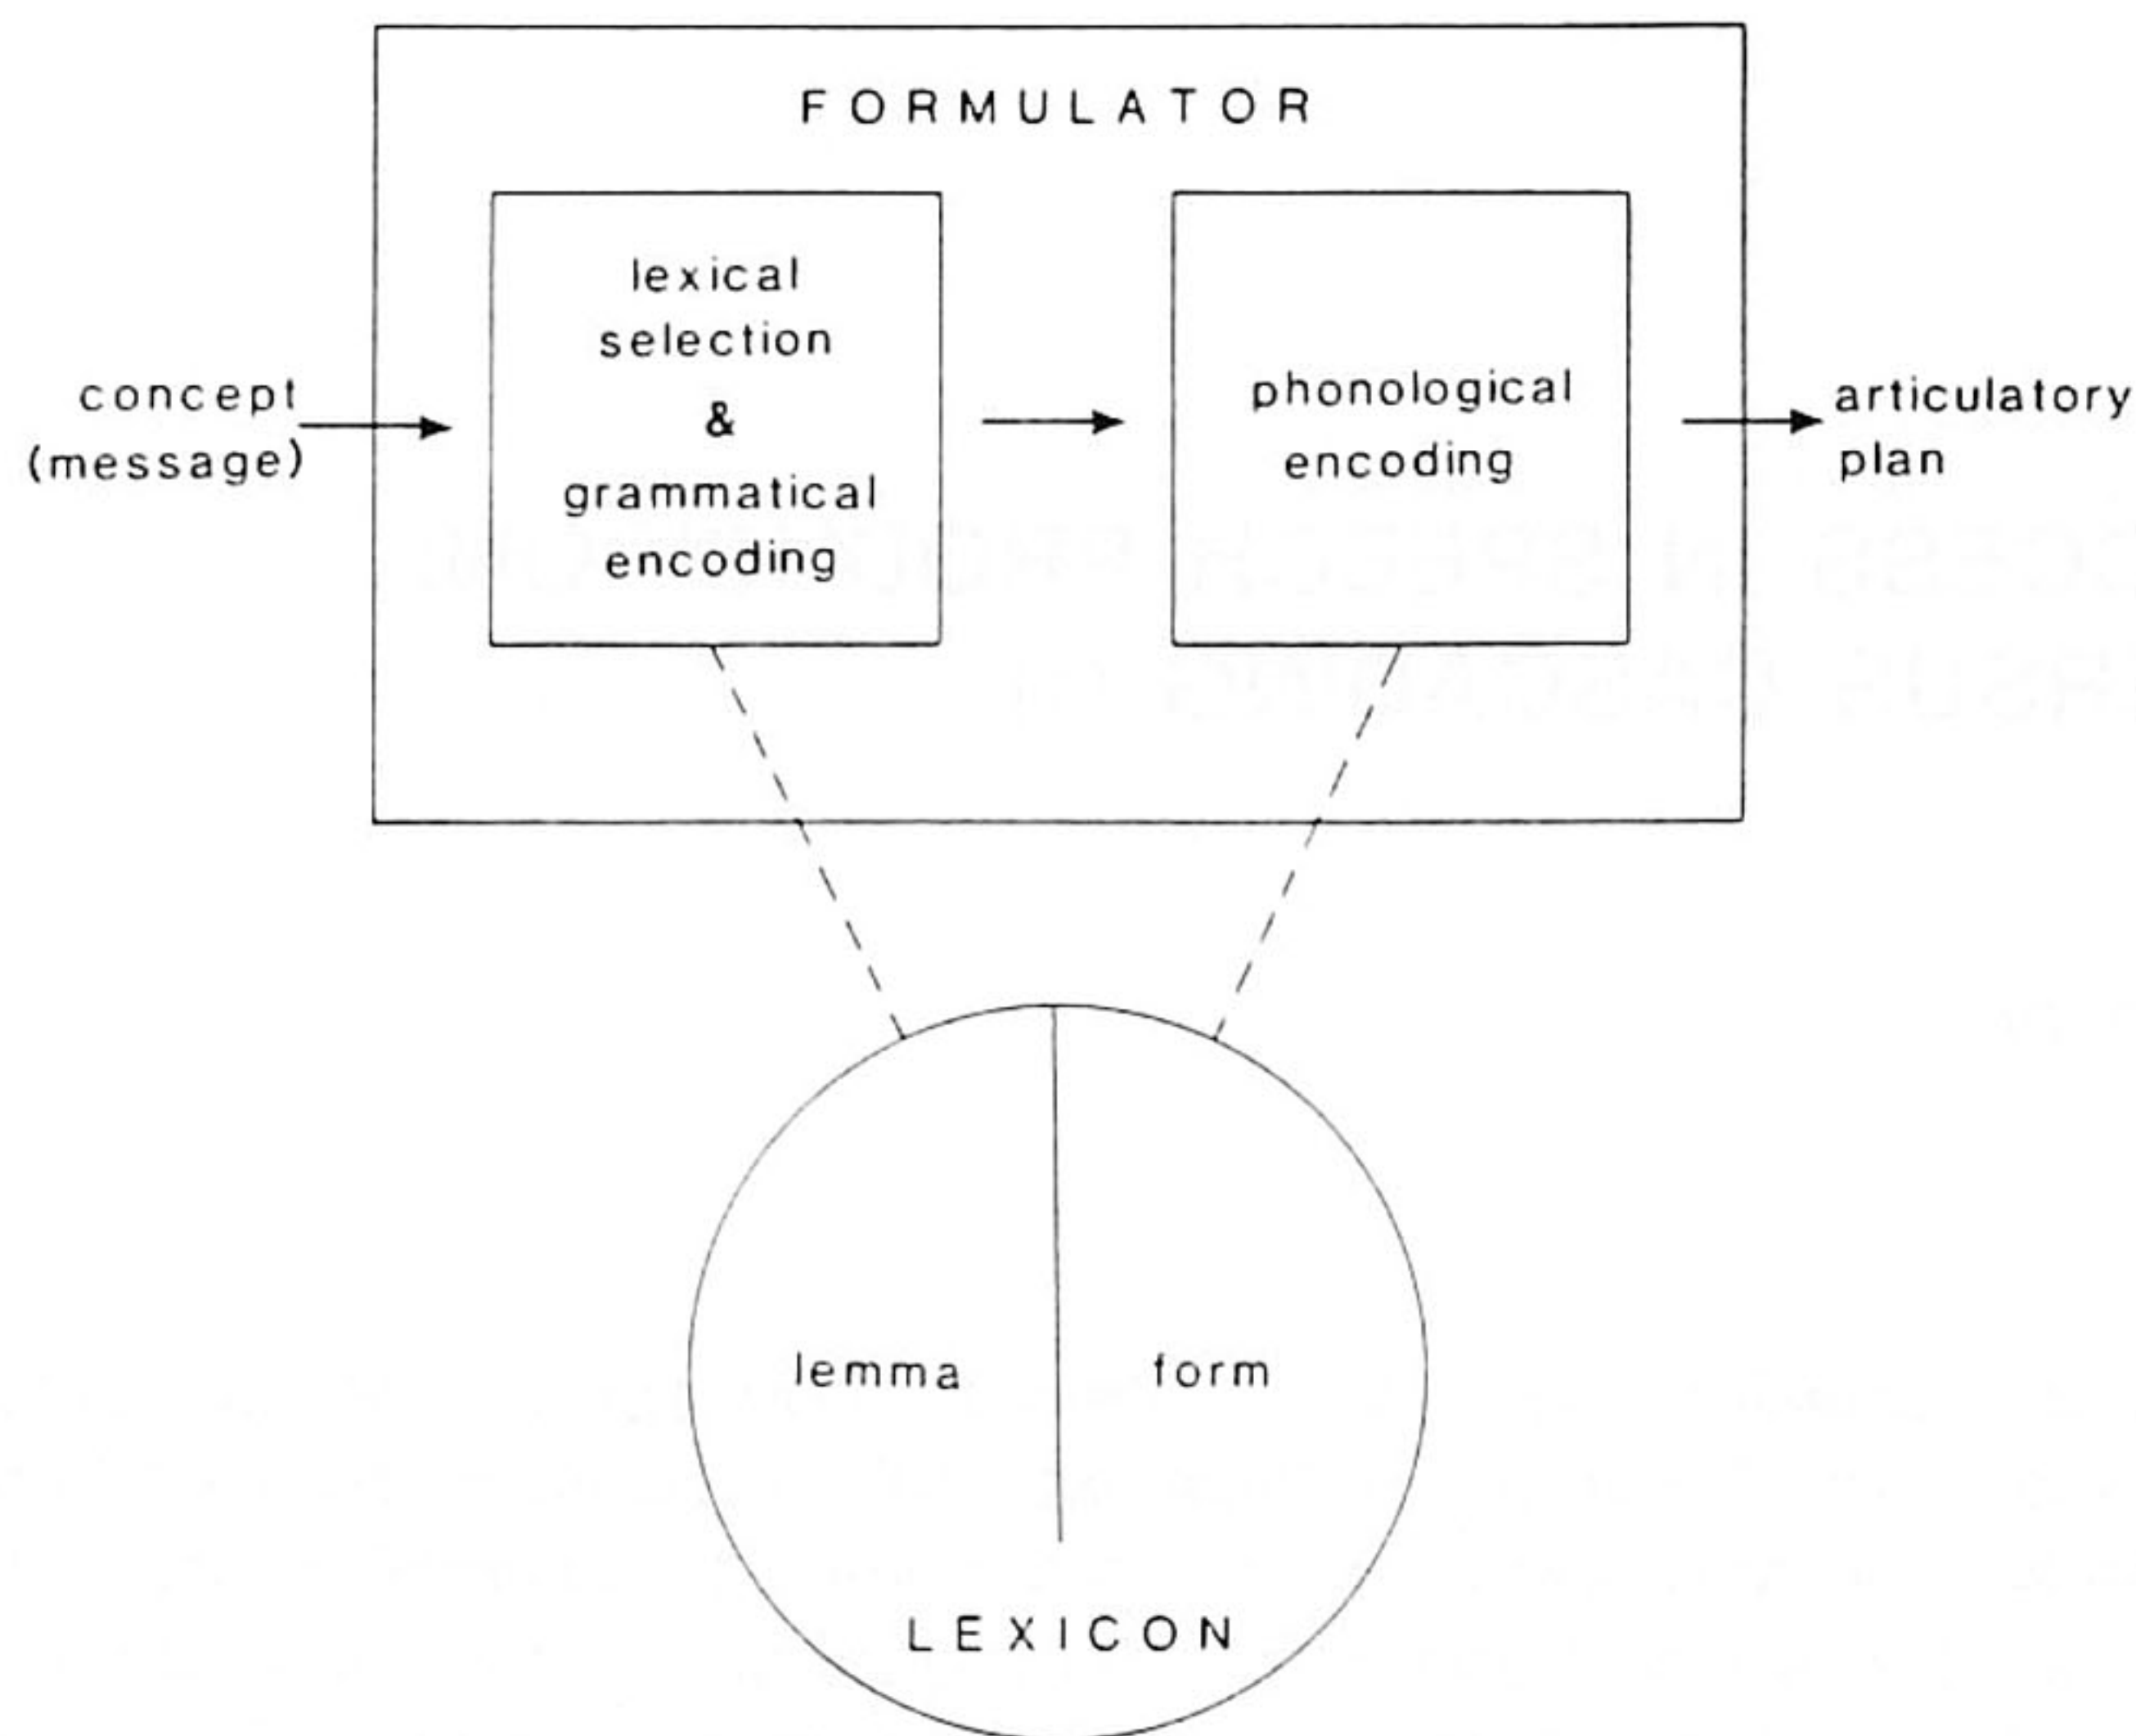 FORMULATOR
lexical
selection
&
grammatical
encoding
phonological
encoding
concept
(message)
articulatory
plan
lemma
form
LEXICON